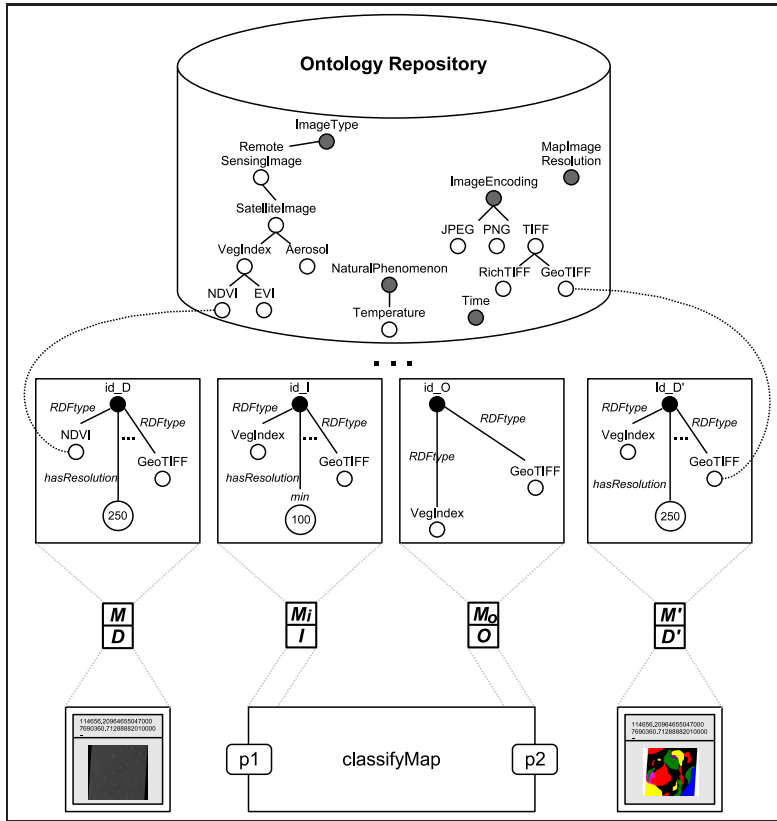 Ontology Repository
ImageType
Remote
SensingImage
MapImage
Resolution
ImageEncoding
SatelliteImage
JPEG PNG TIFF
VegIndex Aerosol
NaturalPhenomenon
RichTIFF GeoTIFF
NDVI EVI
Time
Temperature
...
id_D
RDFtype
RDFtype
NDVI
...
GeoTIFF
hasResolution
250
id_I
RDFtype
RDFtype
VegIndex
...
GeoTIFF
hasResolution
min
100
id_O
RDFtype
RDFtype
GeoTIFF
VegIndex
Id_D'
RDFtype
RDFtype
VegIndex
...
GeoTIFF
hasResolution
250
M
D
Mi
I
Mo
O
M'
D'
114656,20964655047000
7690360,71288882010000
p1
classifyMap
p2
114656,20964655047000
7690360,71288882010000